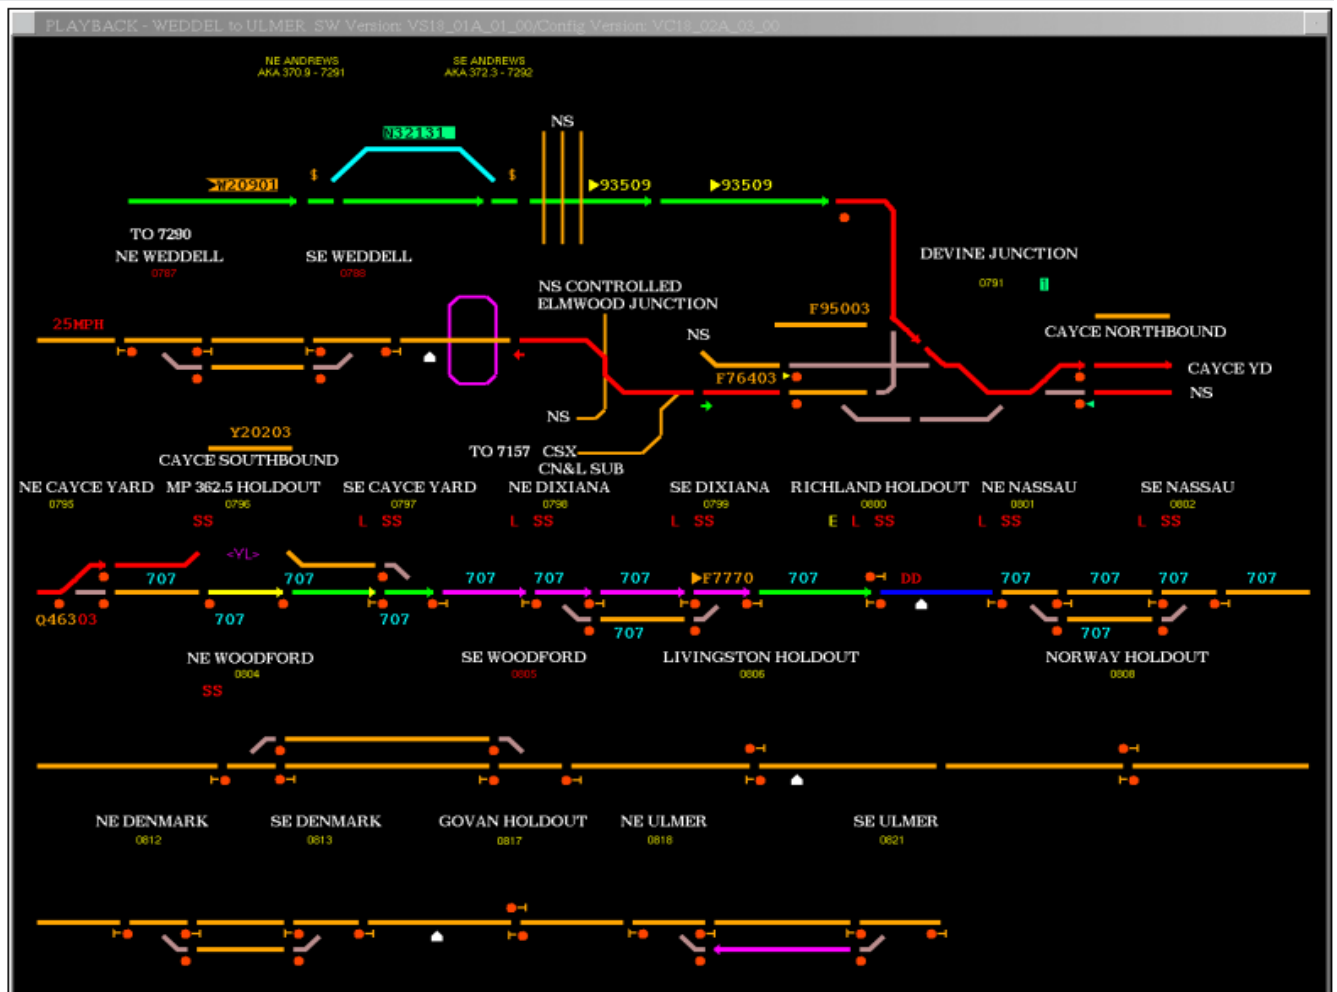 PLAYBACK - WEDDEL to ULMER SW Version: VS18_01A_01_00/Config Version: VC18_02A_03_00
NE ANDREWS SE ANDREWS
AKA 370.9 - 7291 AKA 372.3 - 7292
NS
N32131
$ $
W20901 93509 93509
TO 7290
NE WEDDELL SE WEDDELL DEVINE JUNCTION
0787 0788 0791 1
NS CONTROLLED
ELMWOOD JUNCTION
F95003
25MPH NS CAYCE NORTHBOUND
F76403 CAYCE YD
NS
NS
Y20203
TO 7157 CSX
CAYCE SOUTHBOUND CN&L SUB
NE CAYCE YARD MP 362.5 HOLDOUT SE CAYCE YARD NE DIXIANA SE DIXIANA RICHLAND HOLDOUT NE NASSAU SE NASSAU
0795 0796 0797 0798 0799 0800 0801 0802
SS L SS L SS L SS E L SS L SS L SS
<VL>
707 707 707 707 707 F7770 707 DD 707 707 707 707
Q46303 707 707 707 707
NE WOODFORD SE WOODFORD LIVINGSTON HOLDOUT NORWAY HOLDOUT
0804 0805 0806 0808
SS
NE DENMARK SE DENMARK GOVAN HOLDOUT NE ULMER SE ULMER
0812 0813 0817 0818 0821